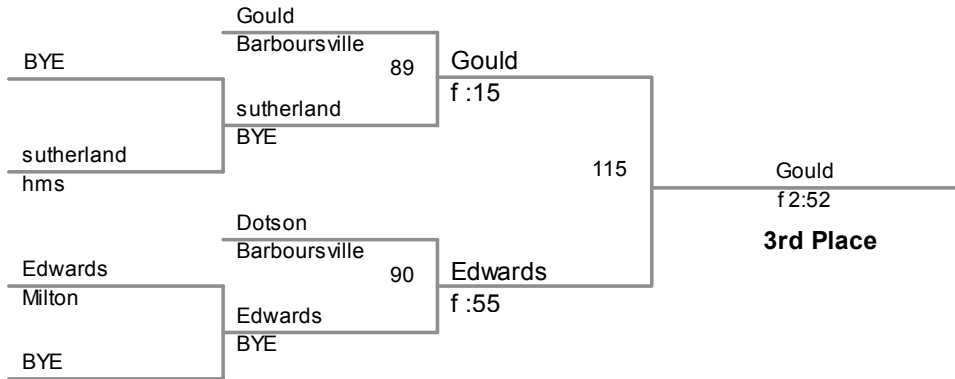 Gould
Barboursville
BYE
89
Gould
f :15
sutherland
BYE
sutherland
hms
115
Gould
f 2:52
3rd Place
Dotson
Barboursville
Edwards
Milton
90
Edwards
f :55
Edwards
BYE
BYE